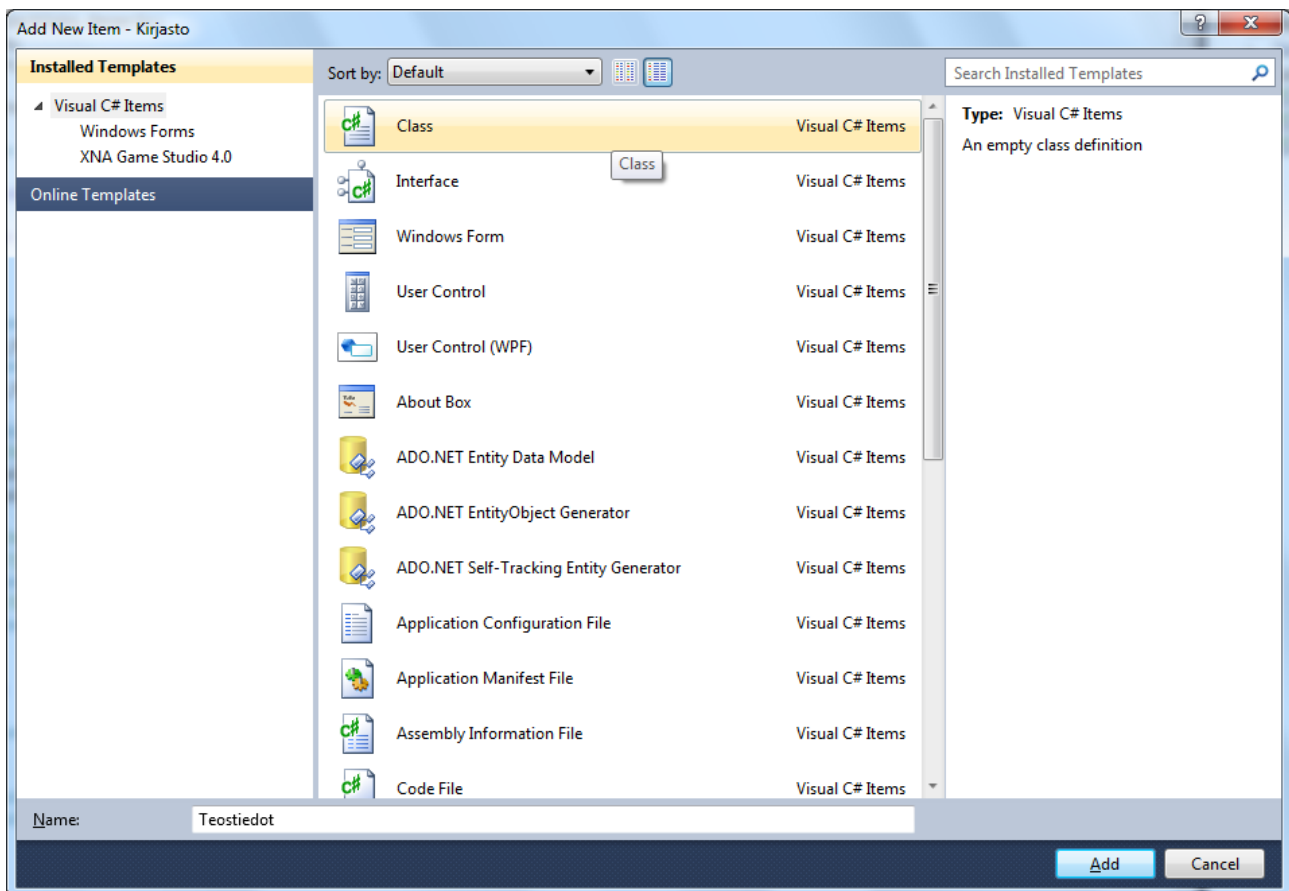 Add New Item - Kirjasto
Installed Templates
Visual C# Items
Windows Forms
XNA Game Studio 4.0
Online Templates
Sort by: Default
Search Installed Templates
Class Visual C# Items
Class
Interface Visual C# Items
Windows Form Visual C# Items
User Control Visual C# Items
User Control (WPF) Visual C# Items
About Box Visual C# Items
ADO.NET Entity Data Model Visual C# Items
ADO.NET EntityObject Generator Visual C# Items
ADO.NET Self-Tracking Entity Generator Visual C# Items
Application Configuration File Visual C# Items
Application Manifest File Visual C# Items
Assembly Information File Visual C# Items
Code File Visual C# Items
Type: Visual C# Items
An empty class definition
Name: Teostiedot
Add Cancel